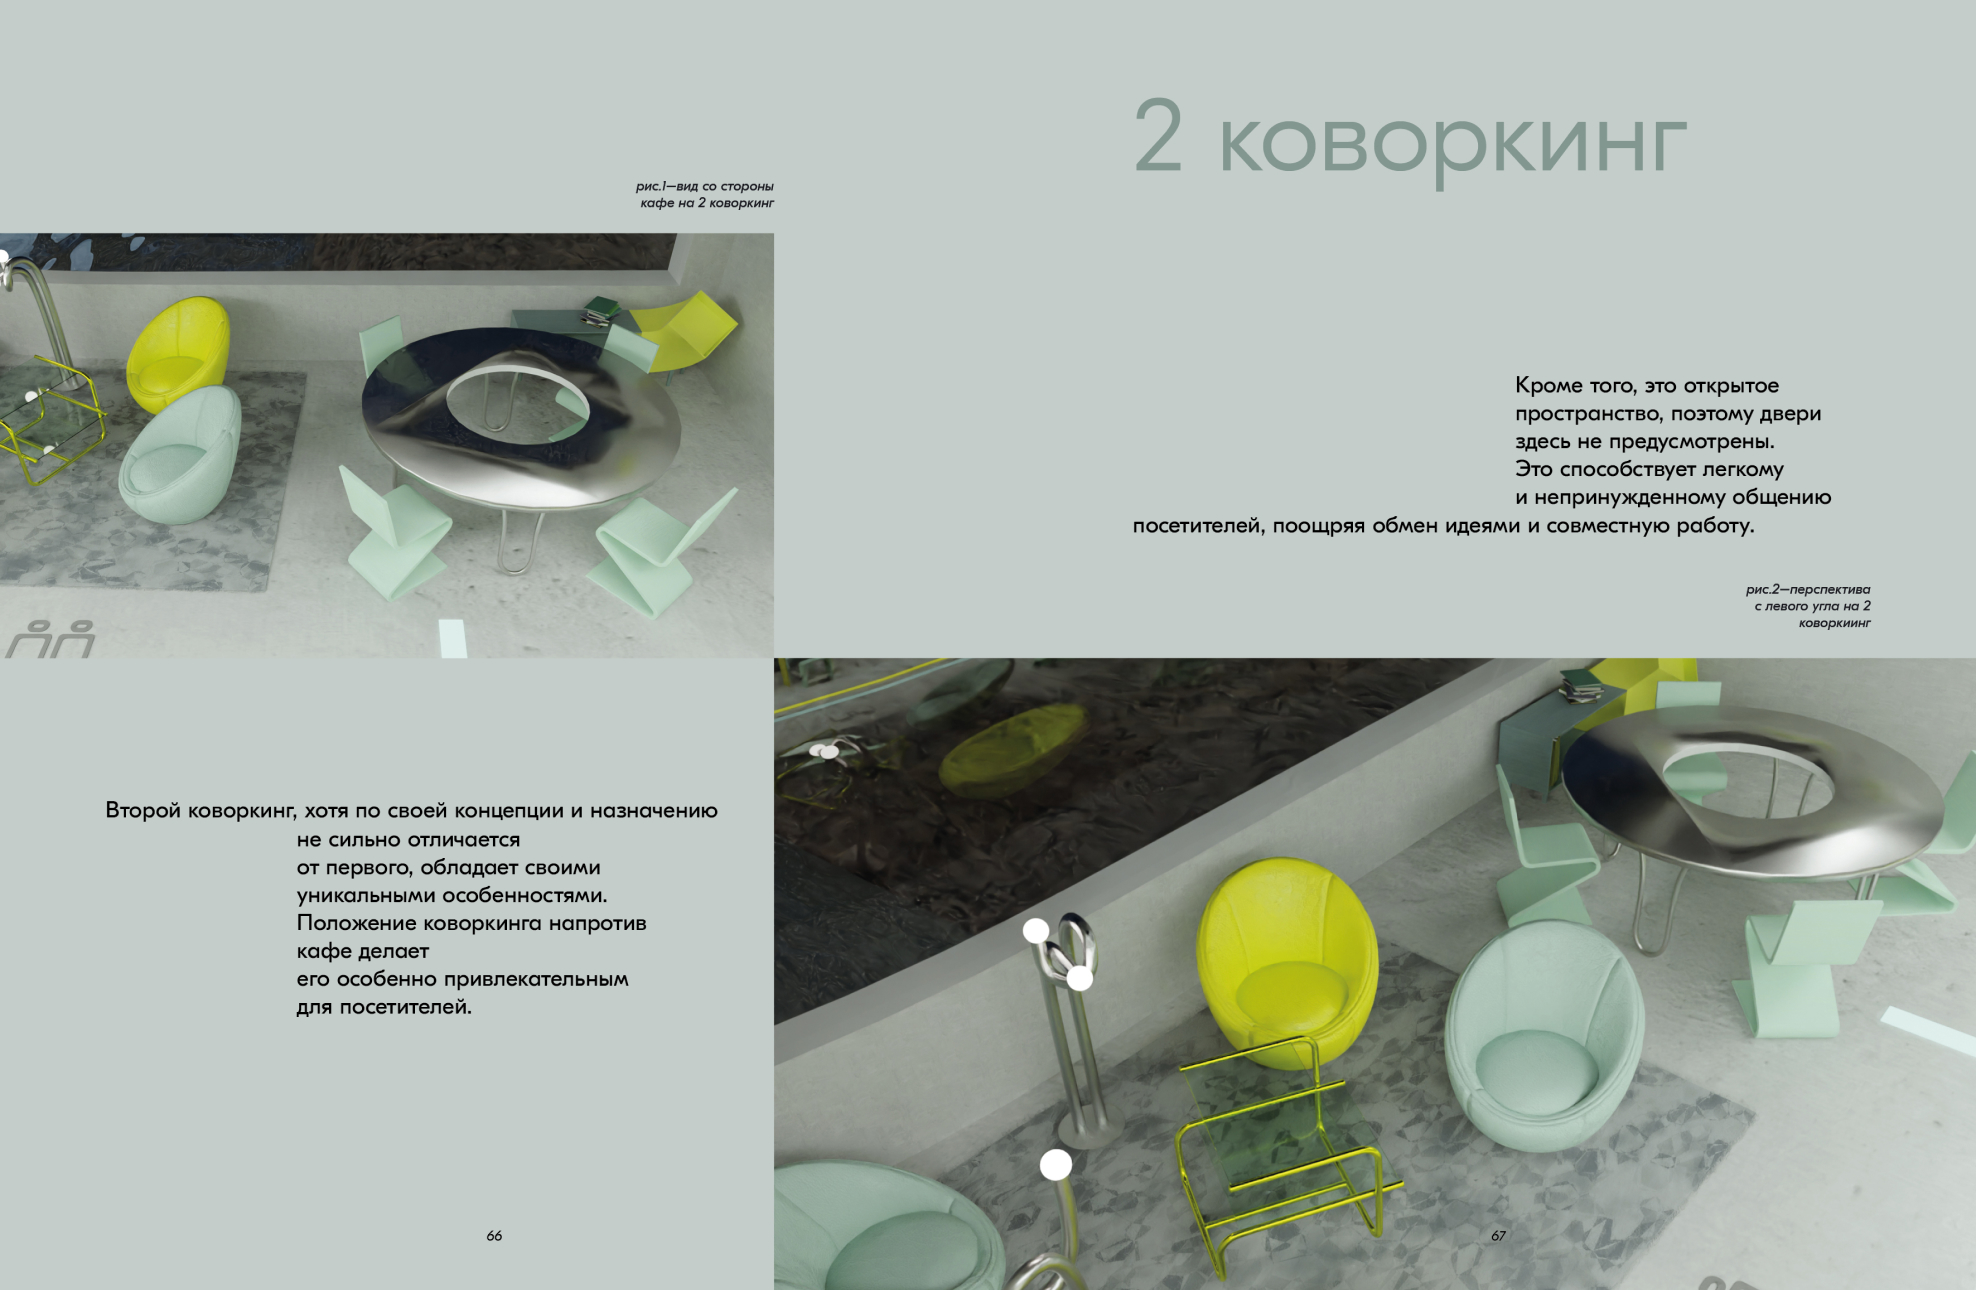 2 коворкинг
рис.1—вид со стороны
кафе на 2 коворкинг
Второй коворкинг, хотя по своей концепции и назначению
не сильно отличается
от первого, обладает своими
уникальными особенностями.
Положение коворкинга напротив
кафе делает
его особенно привлекательным
для посетителей.
66
Кроме того, это открытое
пространство, поэтому двери
здесь не предусмотрены.
Это способствует легкому
и непринужденному общению
посетителей, поощряя обмен идеями и совместную работу.
рис.2—перспектива
с левого угла на 2
коворкиинг
67